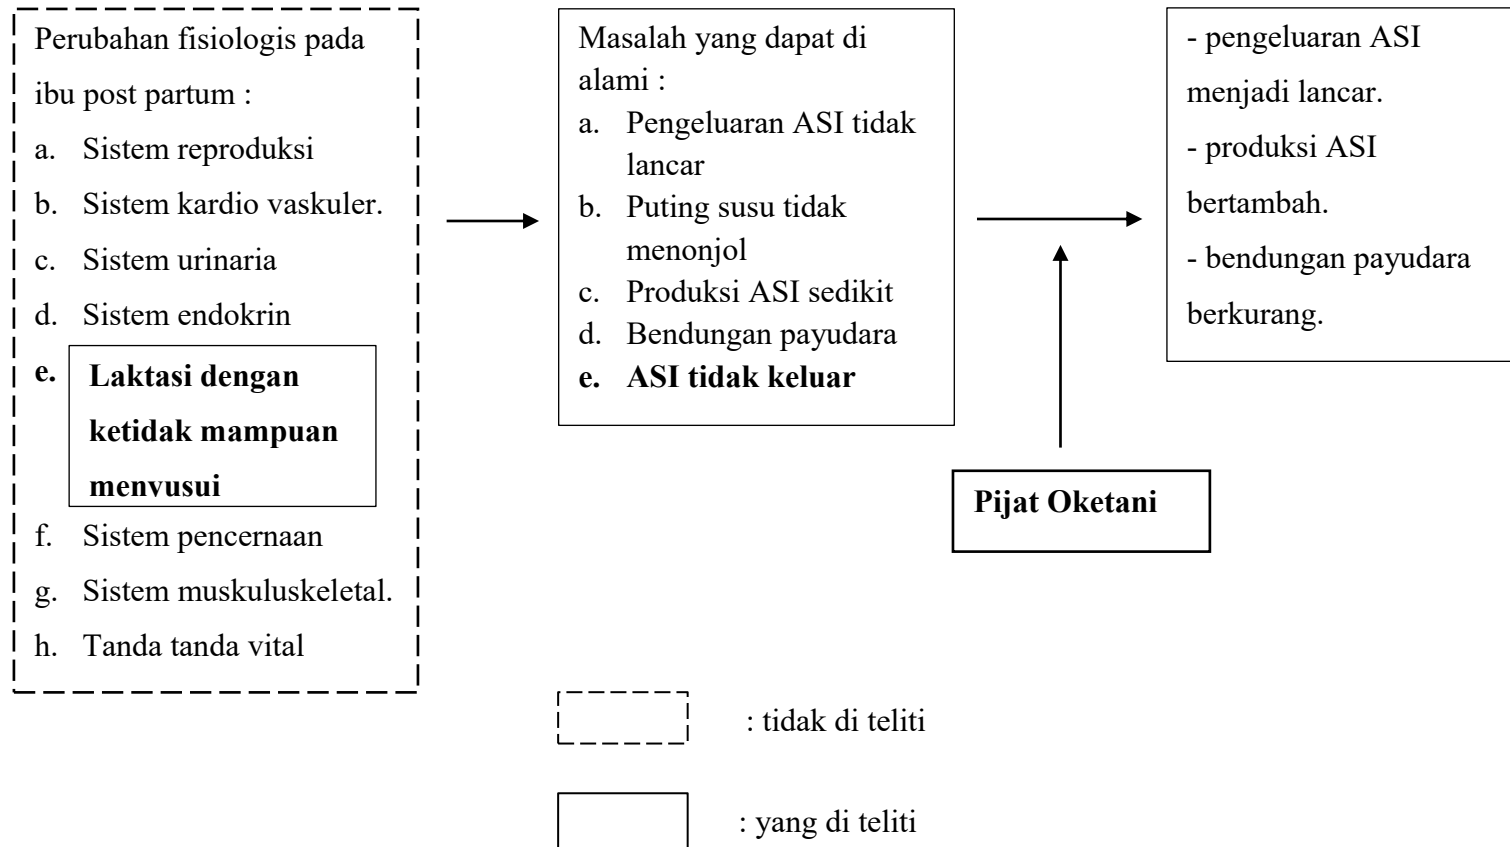 Perubahan fisiologis pada
ibu post partum :
a. Sistem reproduksi
b. Sistem kardio vaskuler.
c. Sistem urinaria
d. Sistem endokrin
e. Laktasi dengan
ketidak mampuan
menyusui
f. Sistem pencernaan
g. Sistem muskuluskeletal.
h. Tanda tanda vital
Masalah yang dapat di
alami :
a. Pengeluaran ASI tidak
lancar
b. Puting susu tidak
menonjol
c. Produksi ASI sedikit
d. Bendungan payudara
e. ASI tidak keluar
- pengeluaran ASI
menjadi lancar.
- produksi ASI
bertambah.
- bendungan payudara
berkurang.
Pijat Oketani
: tidak di teliti
: yang di teliti